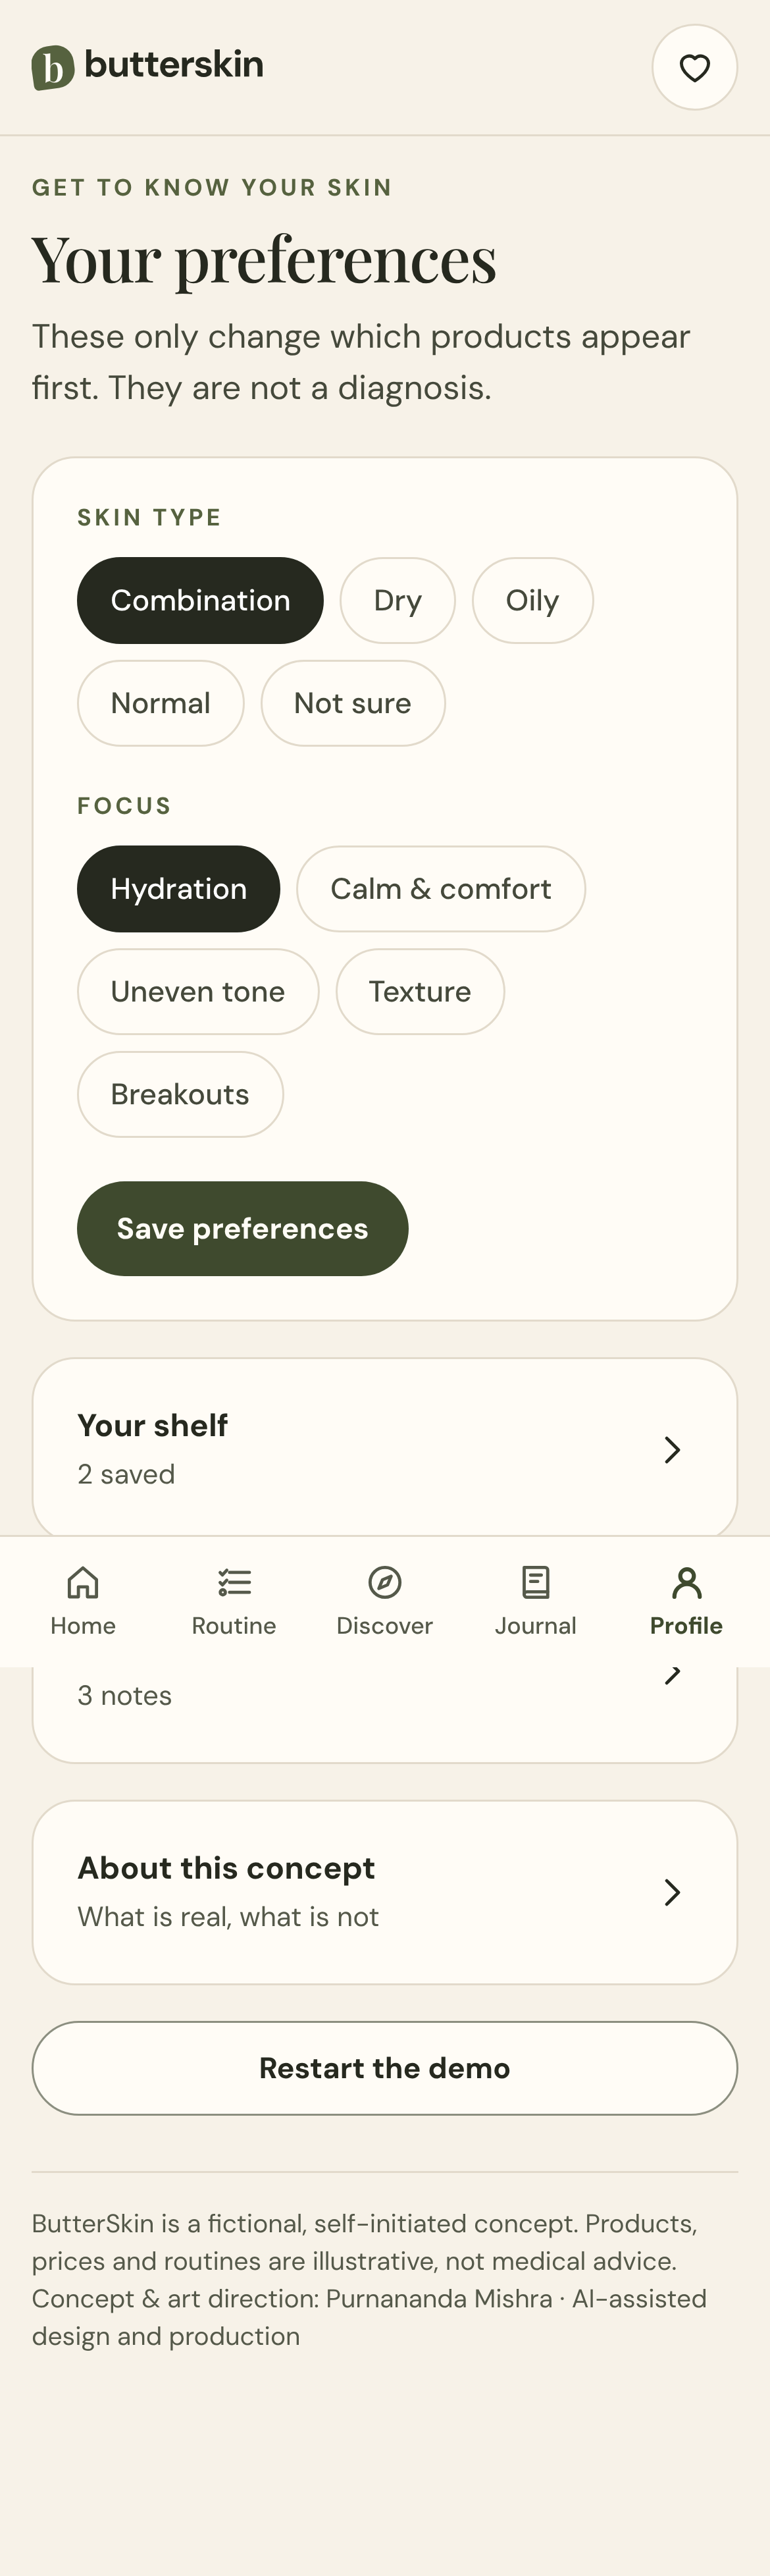 b butterskin
GET TO KNOW YOUR SKIN
Your preferences
These only change which products appear
first. They are not a diagnosis.
SKIN TYPE
Combination
Dry
Oily
Normal
Not sure
FOCUS
Hydration
Calm & comfort
Uneven tone
Texture
Breakouts
Save preferences
Your shelf
2 saved
Home
Routine
Discover
Journal
Profile
3 notes
About this concept
What is real, what is not
Restart the demo
ButterSkin is a fictional, self-initiated concept. Products,
prices and routines are illustrative, not medical advice.
Concept & art direction: Purnananda Mishra · AI-assisted
design and production